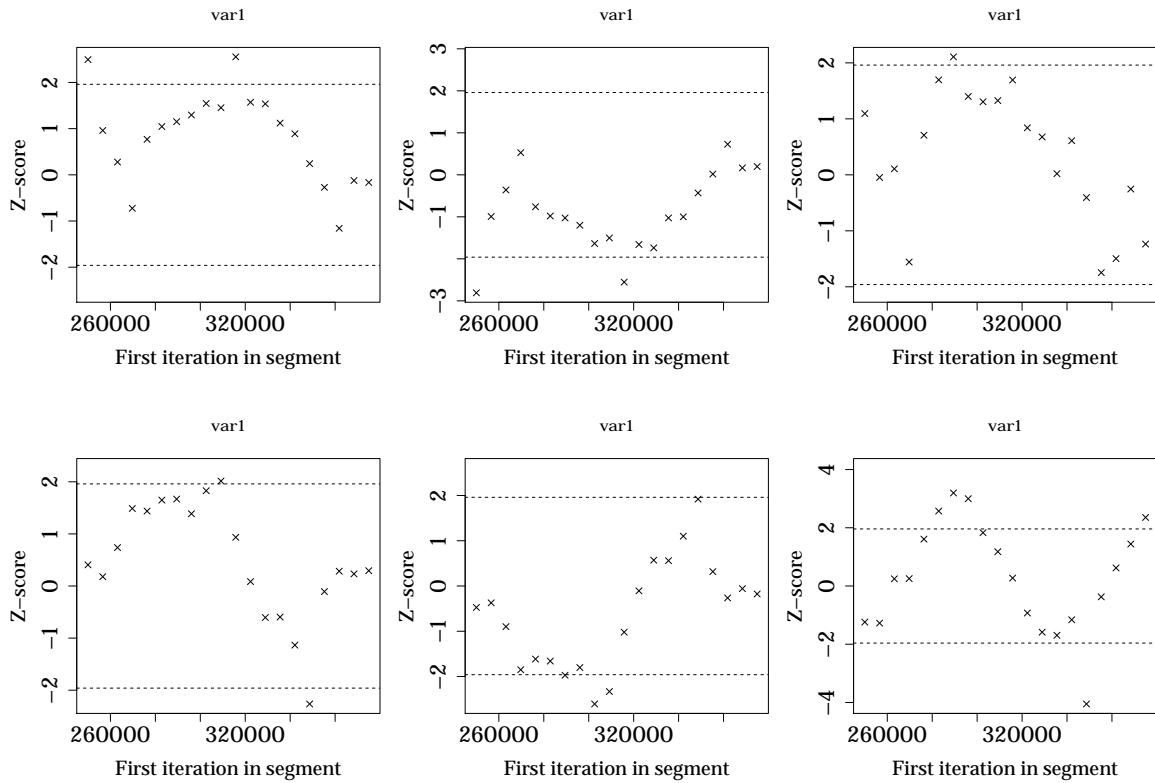 var1
Z−score
2
1
0
−1
−2
260000 320000
First iteration in segment
var1
Z−score
3
2
1
0
−1
−3
260000 320000
First iteration in segment
var1
Z−score
2
1
0
−1
−2
260000 320000
First iteration in segment
var1
Z−score
2
1
0
−1
−2
260000 320000
First iteration in segment
var1
Z−score
2
1
0
−1
−2
260000 320000
First iteration in segment
var1
Z−score
4
2
0
−2
−4
260000 320000
First iteration in segment